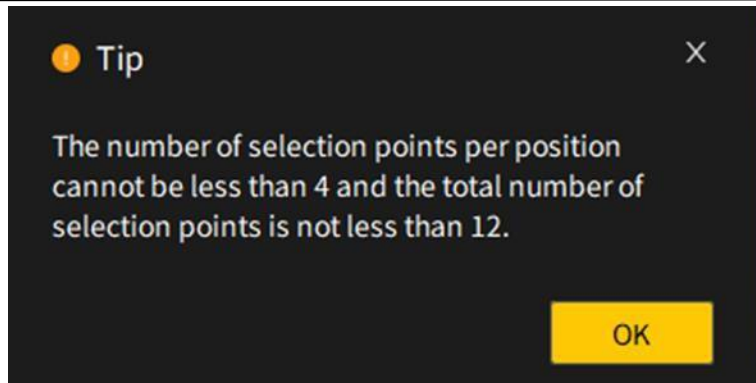 Tip
X
The number of selection points per position
cannot be less than 4 and the total number of
selection points is not less than 12.
OK